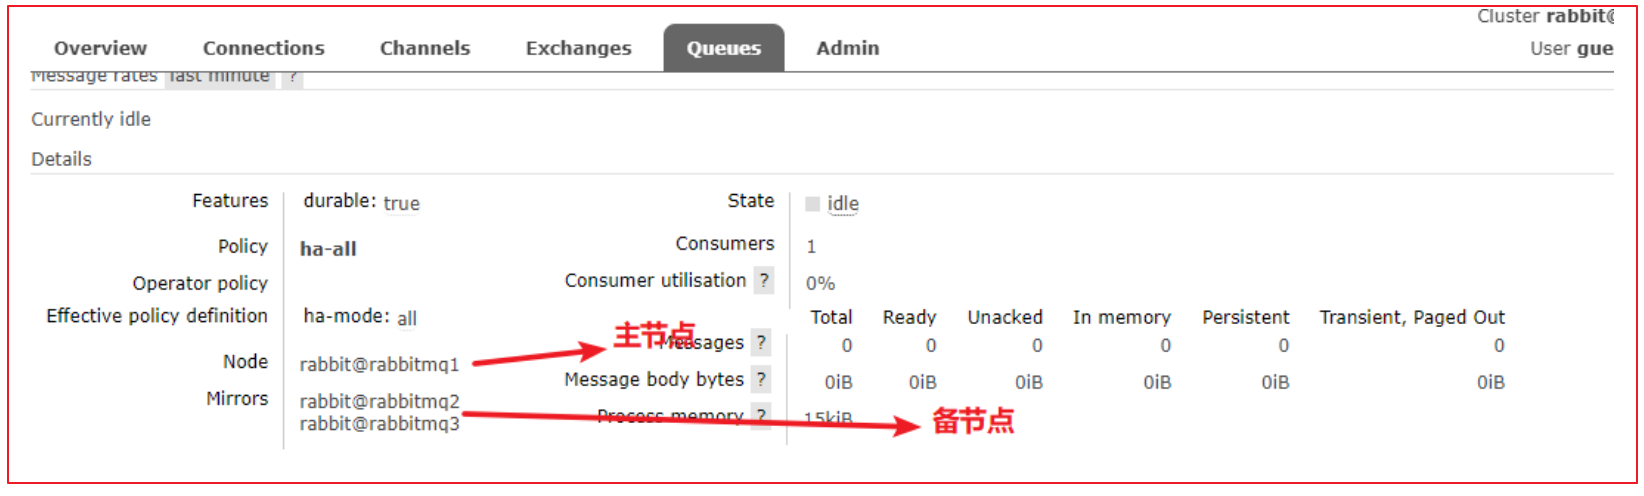 Cluster rabbit@
Overview Connections Channels Exchanges Queues Admin User gue
Message rates last minute ?
Currently idle
Details
Features durable: true State idle
Policy ha-all Consumers 1
Operator policy Consumer utilisation ? 0%
Effective policy definition ha-mode: all Total Ready Unacked In memory Persistent Transient, Paged Out
主节点 Messages ? 0 0 0 0 0 0
Node rabbit@rabbitmq1
Message body bytes ? 0iB 0iB 0iB 0iB 0iB 0iB
Mirrors rabbit@rabbitmq2
rabbit@rabbitmq3 Process memory ? 15kiB 备节点